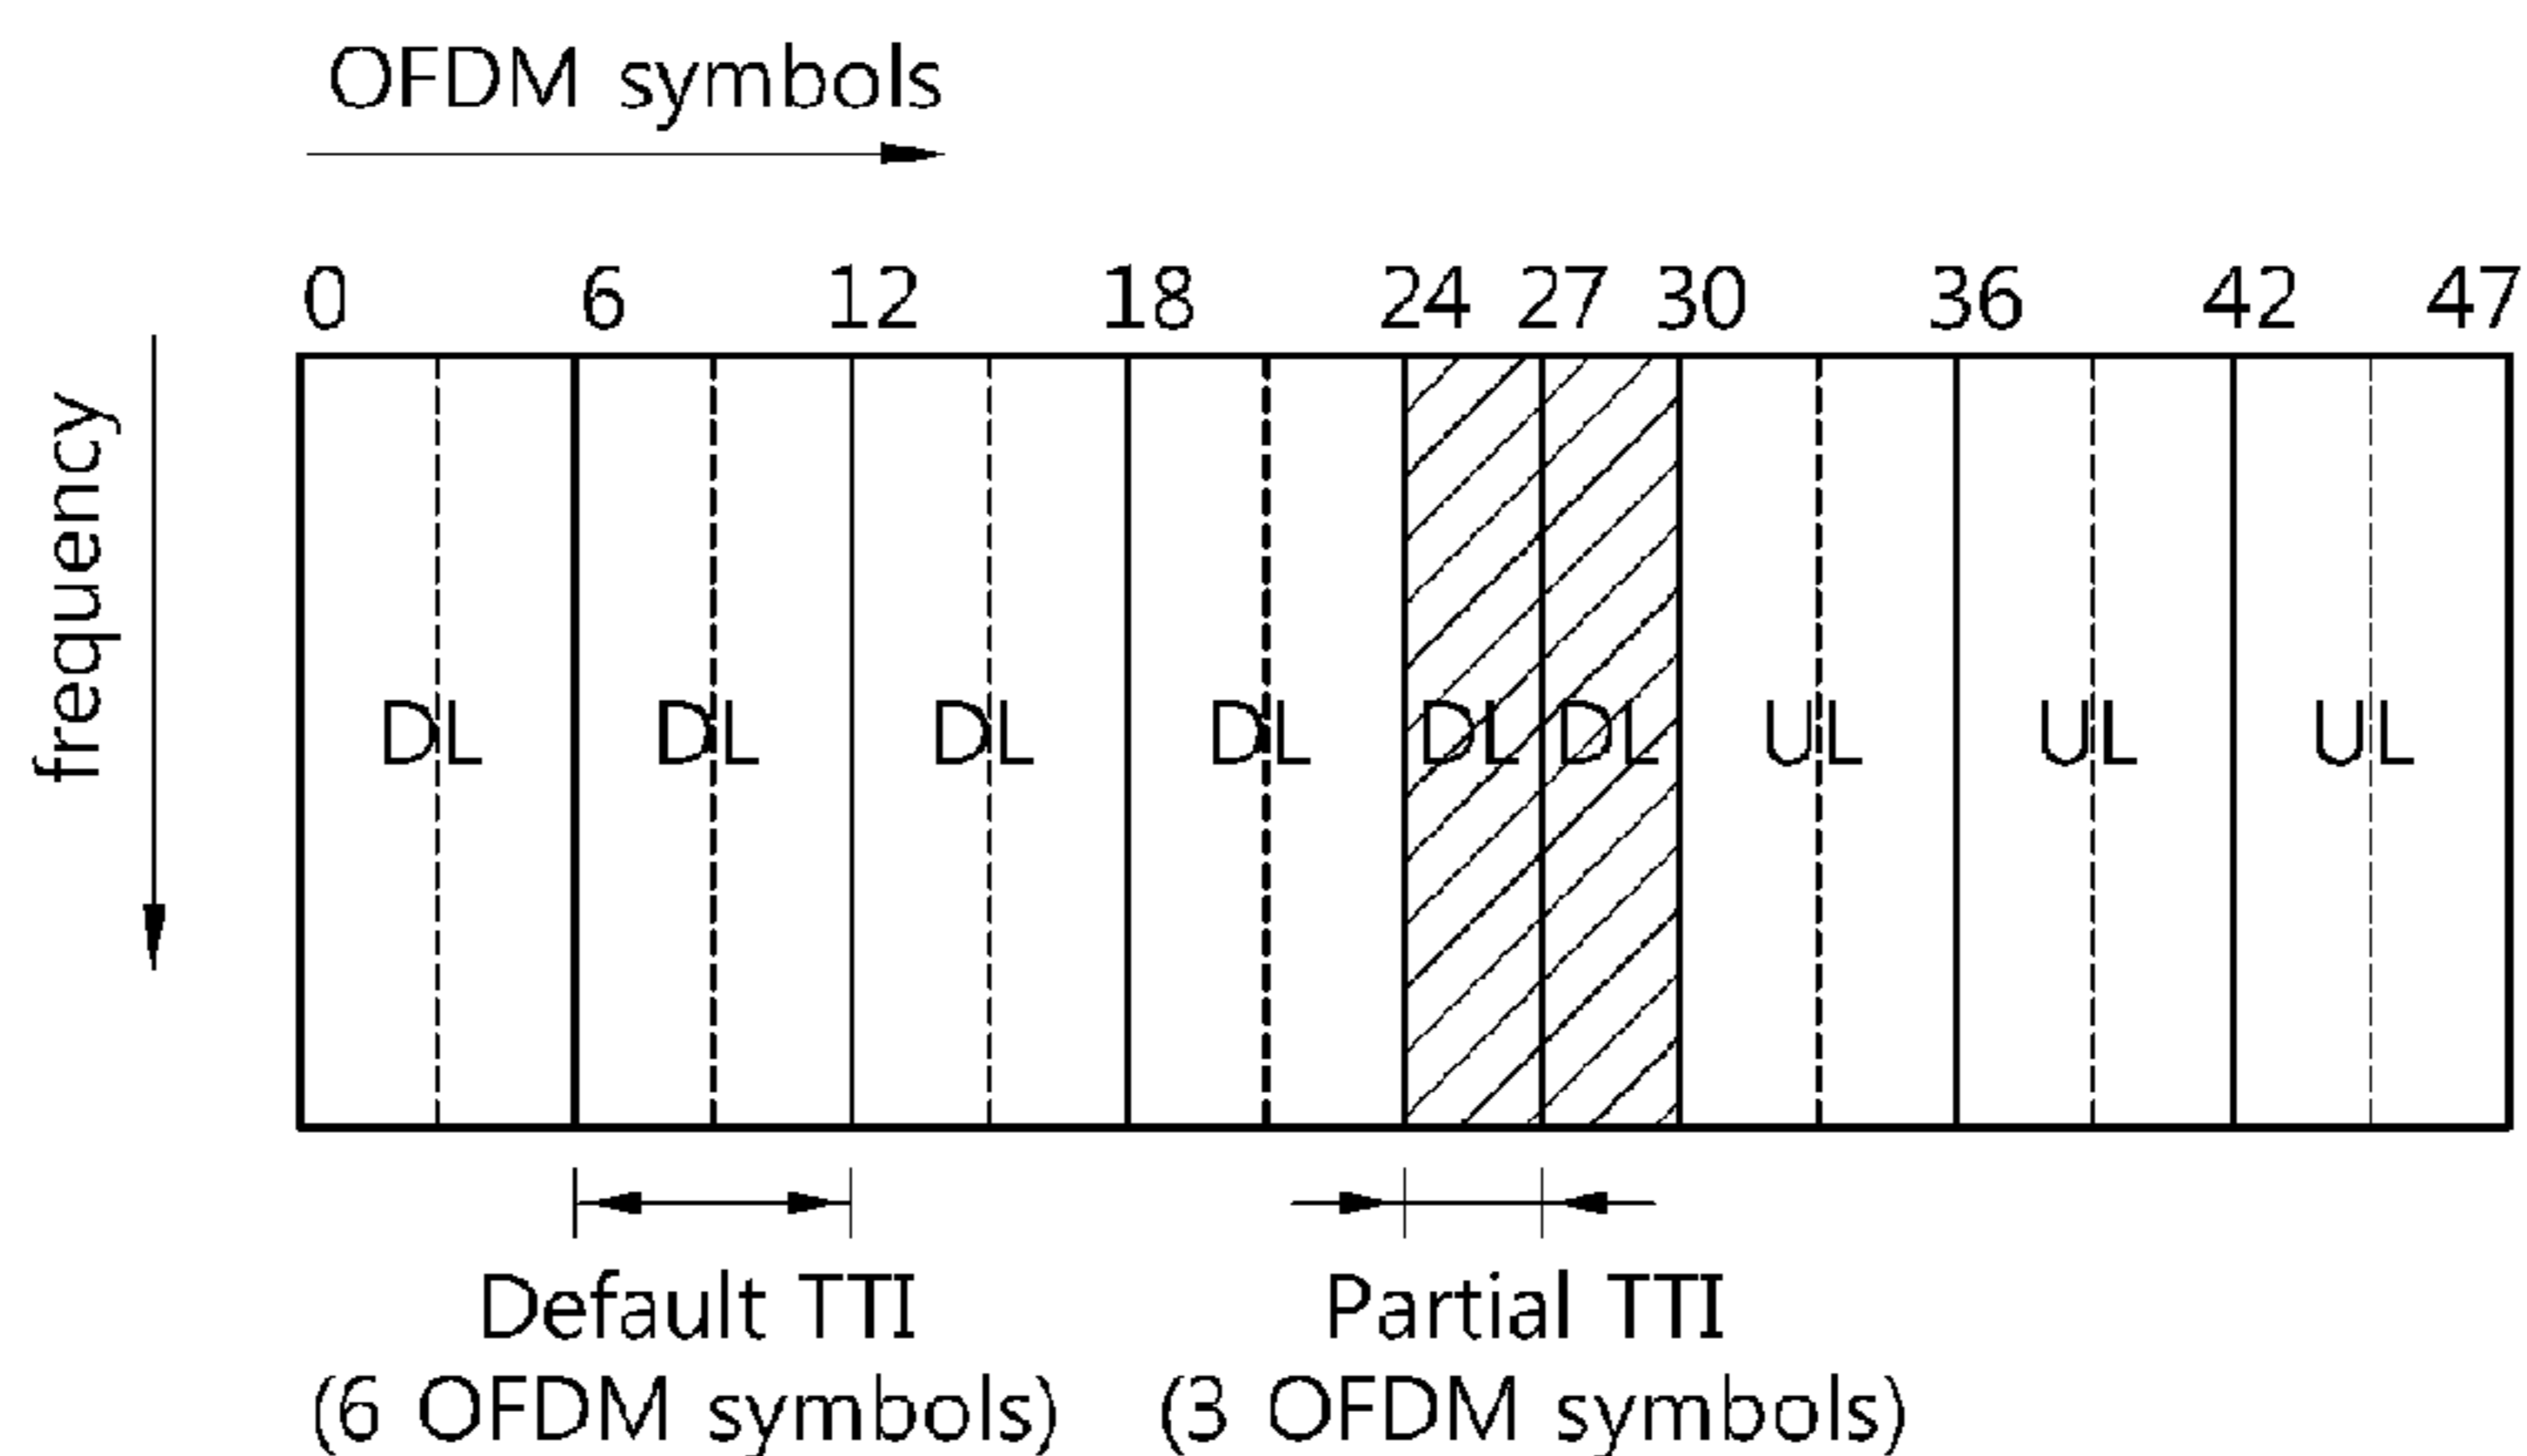 OFDM symbols
0 6 12 18 24 27 30 36 42 47
frequency
DL DL DL DL DL DL UL UL UL
Default TTI
(6 OFDM symbols)
Partial TTI
(3 OFDM symbols)